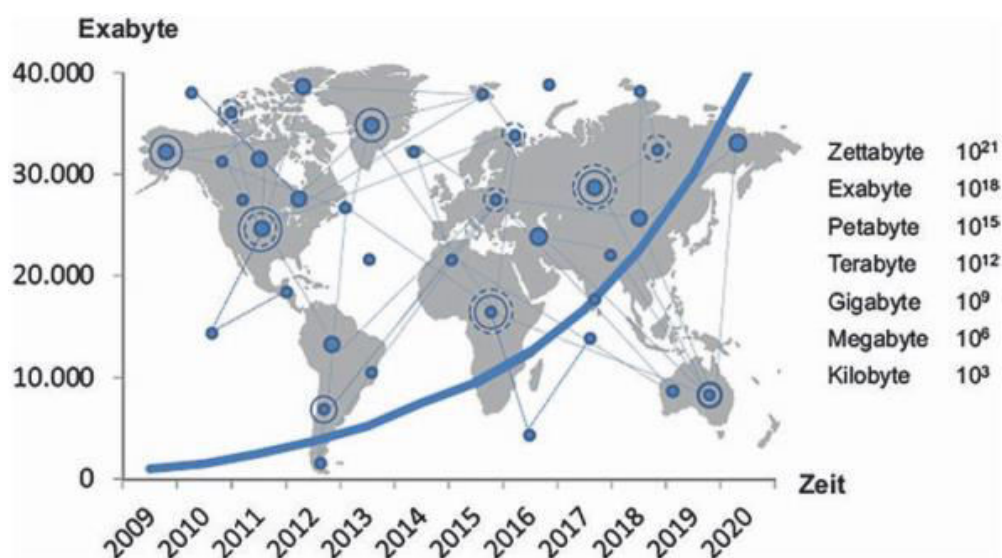 Exabyte
40.000
30.000
20.000
10.000
0
Zeit
2009 2010 2011 2012 2013 2014 2015 2016 2017 2018 2019 2020
Zettabyte 10²¹
Exabyte 10¹⁸
Petabyte 10¹⁵
Terabyte 10¹²
Gigabyte 10⁹
Megabyte 10⁶
Kilobyte 10³